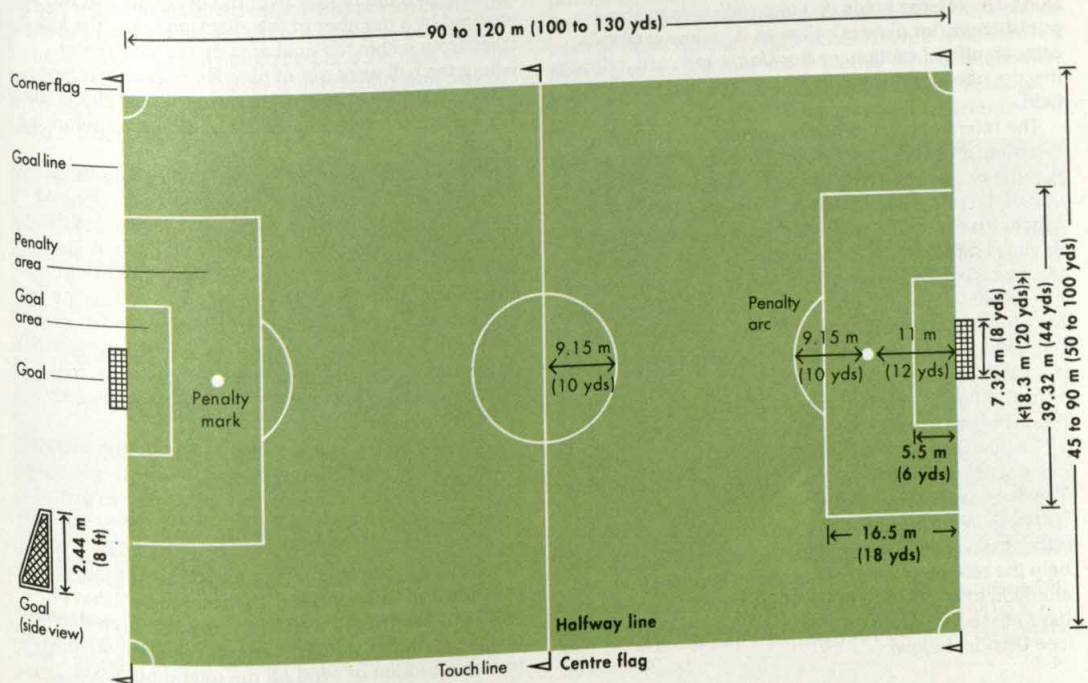 90 to 120 m (100 to 130 yds)
Corner flag
Goal line
Penalty
area
Goal
area
Goal
Penalty
mark
2.44 m
(8 ft)
Goal
(side view)
9.15 m
(10 yds)
Penalty
arc
9.15 m
(10 yds)
11 m
(12 yds)
5.5 m
(6 yds)
16.5 m
(18 yds)
7.32 m (8 yds)
18.3 m (20 yds)
39.32 m (44 yds)
45 to 90 m (50 to 100 yds)
Halfway line
Touch line
Centre flag